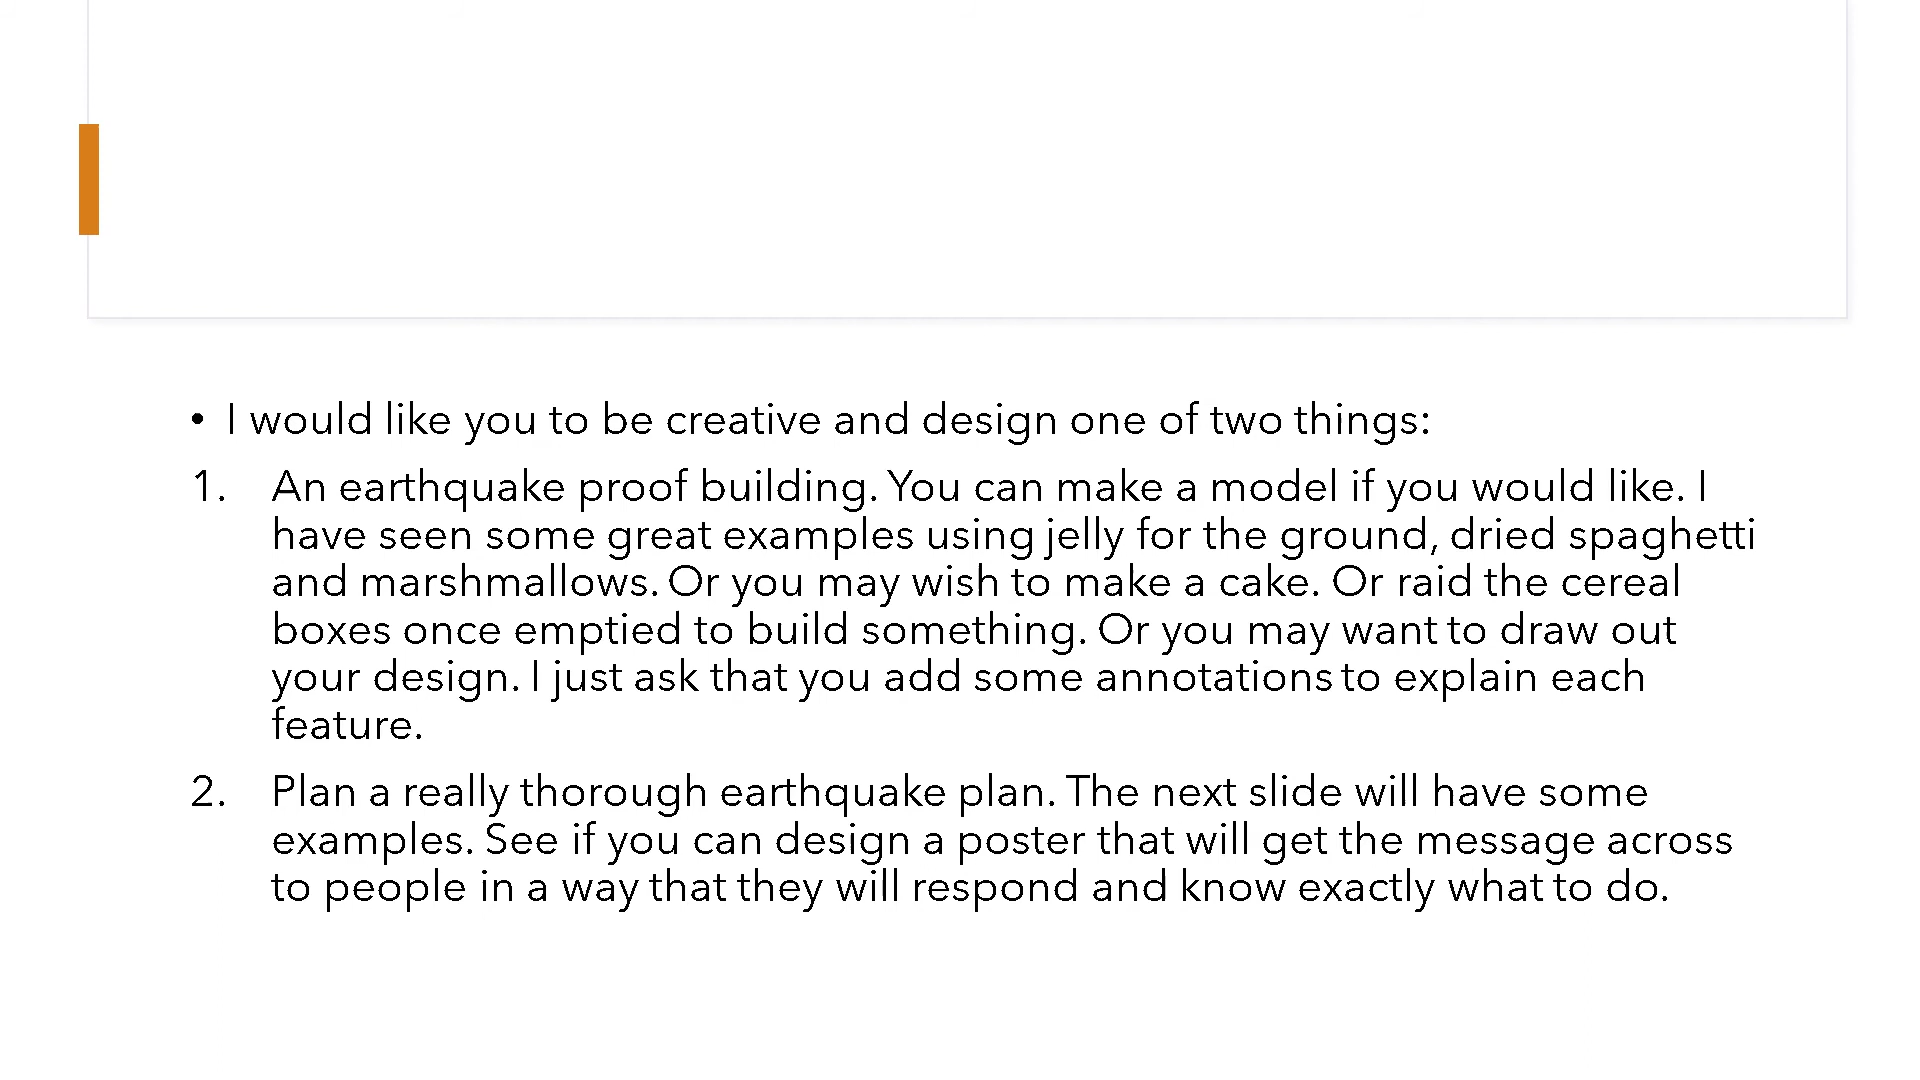 • I would like you to be creative and design one of two things:
1. An earthquake proof building. You can make a model if you would like. I
have seen some great examples using jelly for the ground, dried spaghetti
and marshmallows. Or you may wish to make a cake. Or raid the cereal
boxes once emptied to build something. Or you may want to draw out
your design. I just ask that you add some annotations to explain each
feature.
2. Plan a really thorough earthquake plan. The next slide will have some
examples. See if you can design a poster that will get the message across
to people in a way that they will respond and know exactly what to do.